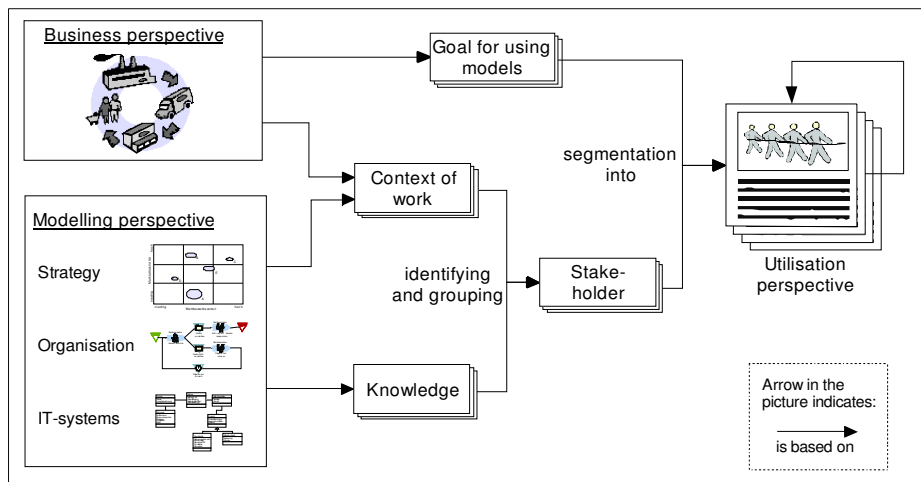 Business perspective
Goal for using
models
segmentation
into
Context of
work
Modelling perspective
Strategy
identifying
and grouping
Stake-
holder
Utilisation
perspective
Organisation
Knowledge
IT-systems
Arrow in the
picture indicates:
is based on